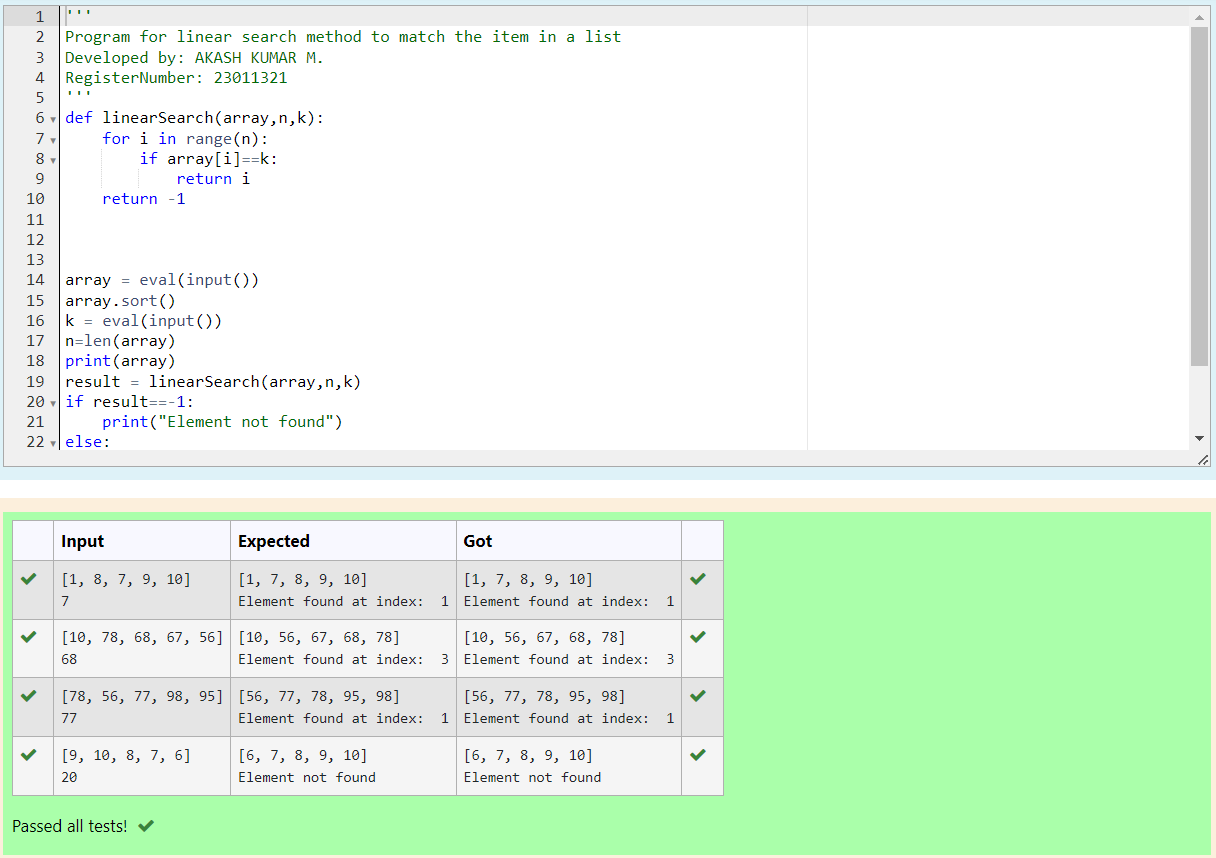 1 '''
2 Program for linear search method to match the item in a list
3 Developed by: AKASH KUMAR M.
4 RegisterNumber: 23011321
5 '''
6 def linearSearch(array,n,k):
7     for i in range(n):
8         if array[i]==k:
9             return i
10     return -1
11
12
13
14 array = eval(input())
15 array.sort()
16 k = eval(input())
17 n=len(array)
18 print(array)
19 result = linearSearch(array,n,k)
20 if result==-1:
21     print("Element not found")
22 else:
Input Expected Got
[1, 8, 7, 9, 10] [1, 7, 8, 9, 10] [1, 7, 8, 9, 10]
7 Element found at index:  1 Element found at index:  1
[10, 78, 68, 67, 56] [10, 56, 67, 68, 78] [10, 56, 67, 68, 78]
68 Element found at index:  3 Element found at index:  3
[78, 56, 77, 98, 95] [56, 77, 78, 95, 98] [56, 77, 78, 95, 98]
77 Element found at index:  1 Element found at index:  1
[9, 10, 8, 7, 6] [6, 7, 8, 9, 10] [6, 7, 8, 9, 10]
20 Element not found Element not found
Passed all tests!